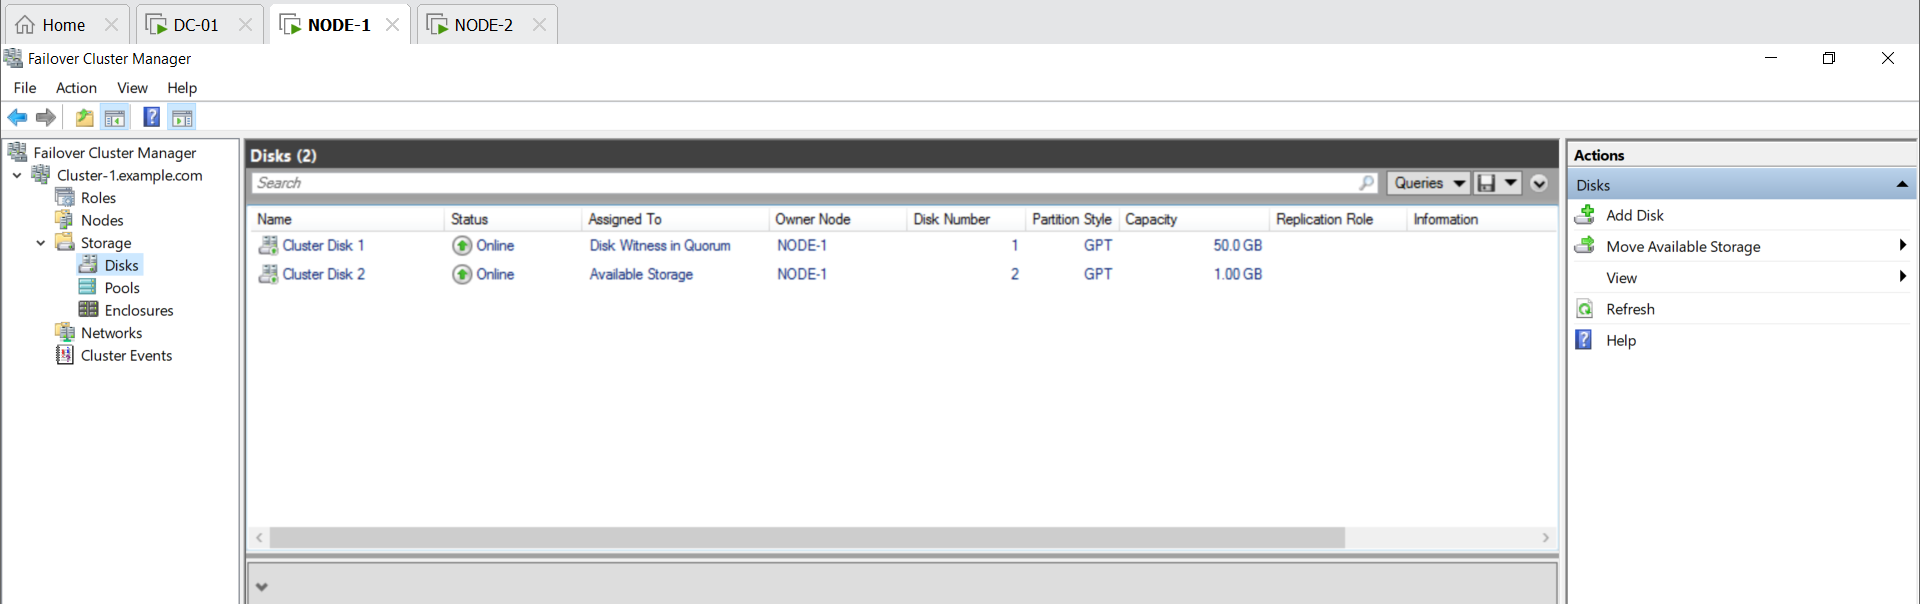 Home DC-01 NODE-1 NODE-2
Failover Cluster Manager
File Action View Help
Failover Cluster Manager
Cluster-1.example.com
Roles
Nodes
Storage
Disks
Pools
Enclosures
Networks
Cluster Events
Disks (2)
Search Queries
Name Status Assigned To Owner Node Disk Number Partition Style Capacity Replication Role Information
Cluster Disk 1 Online Disk Witness in Quorum NODE-1 1 GPT 50.0 GB
Cluster Disk 2 Online Available Storage NODE-1 2 GPT 1.00 GB
Actions
Disks
Add Disk
Move Available Storage
View
Refresh
Help